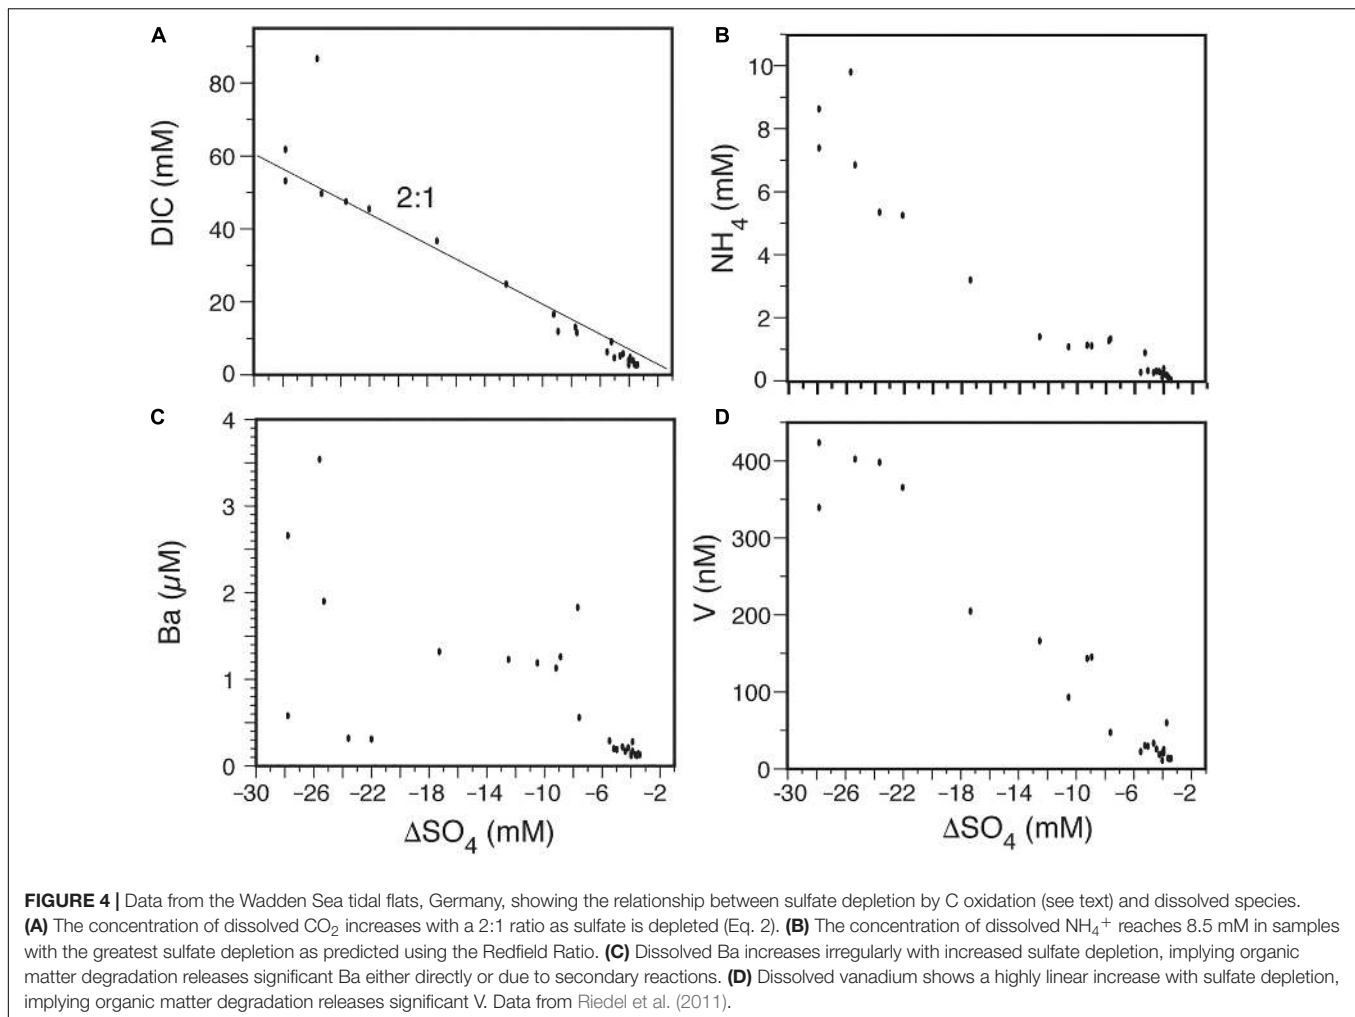 A
DIC (mM)
80
60
40
20
0
2:1
B
NH4 (mM)
10
8
6
4
2
0
C
Ba (µM)
4
3
2
1
0
−30 −26 −22 −18 −14 −10 −6 −2
ΔSO4 (mM)
D
V (nM)
400
300
200
100
0
−30 −26 −22 −18 −14 −10 −6 −2
ΔSO4 (mM)
FIGURE 4 | Data from the Wadden Sea tidal flats, Germany, showing the relationship between sulfate depletion by C oxidation (see text) and dissolved species.
(A) The concentration of dissolved CO2 increases with a 2:1 ratio as sulfate is depleted (Eq. 2). (B) The concentration of dissolved NH4+ reaches 8.5 mM in samples
with the greatest sulfate depletion as predicted using the Redfield Ratio. (C) Dissolved Ba increases irregularly with increased sulfate depletion, implying organic
matter degradation releases significant Ba either directly or due to secondary reactions. (D) Dissolved vanadium shows a highly linear increase with sulfate depletion,
implying organic matter degradation releases significant V. Data from Riedel et al. (2011).